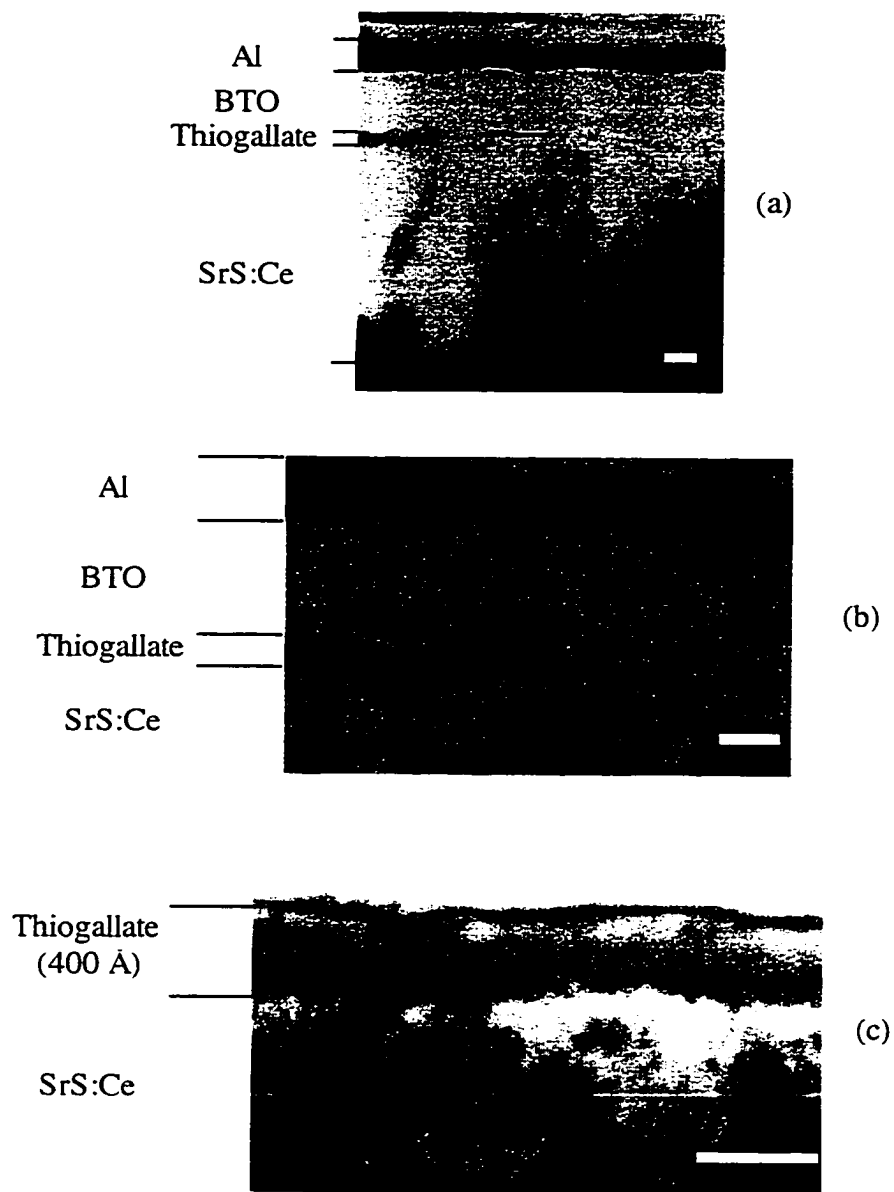 Al
BTO
Thiogallate
SrS:Ce
(a)
Al
BTO
Thiogallate
SrS:Ce
(b)
Thiogallate
(400 Å)
SrS:Ce
(c)